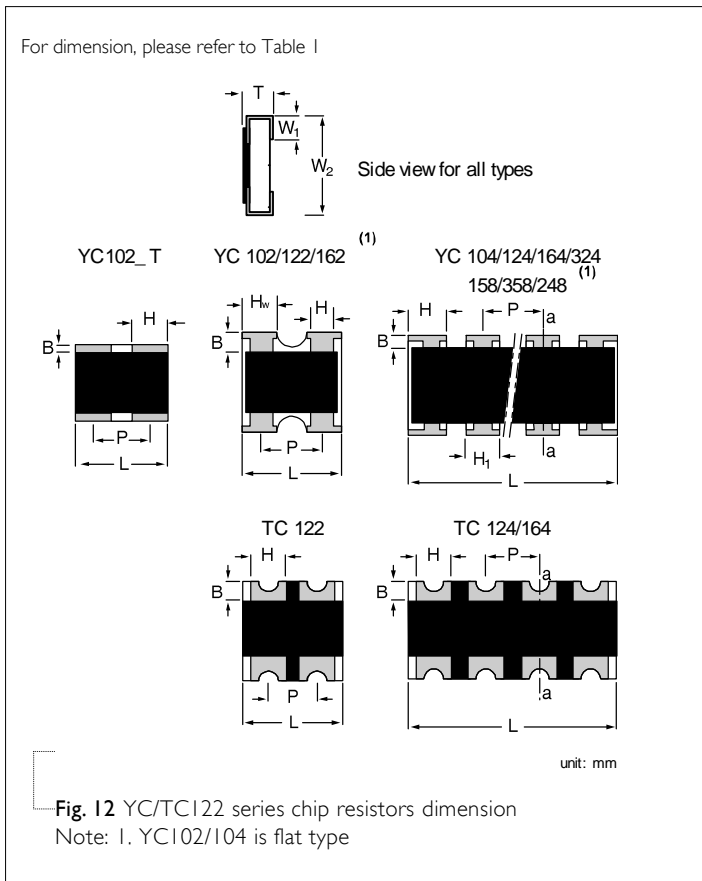 For dimension, please refer to Table 1
T
W1
W2
Side view for all types
YC102_ T
YC 102/122/162 (1)
YC 104/124/164/324
158/358/248 (1)
H
B
P
L
Hw
H
B
P
L
H
P
a
B
H1
a
L
TC 122
TC 124/164
H
B
P
L
H
P
a
B
a
L
unit: mm
Fig. 12 YC/TC122 series chip resistors dimension
Note: 1. YC102/104 is flat type